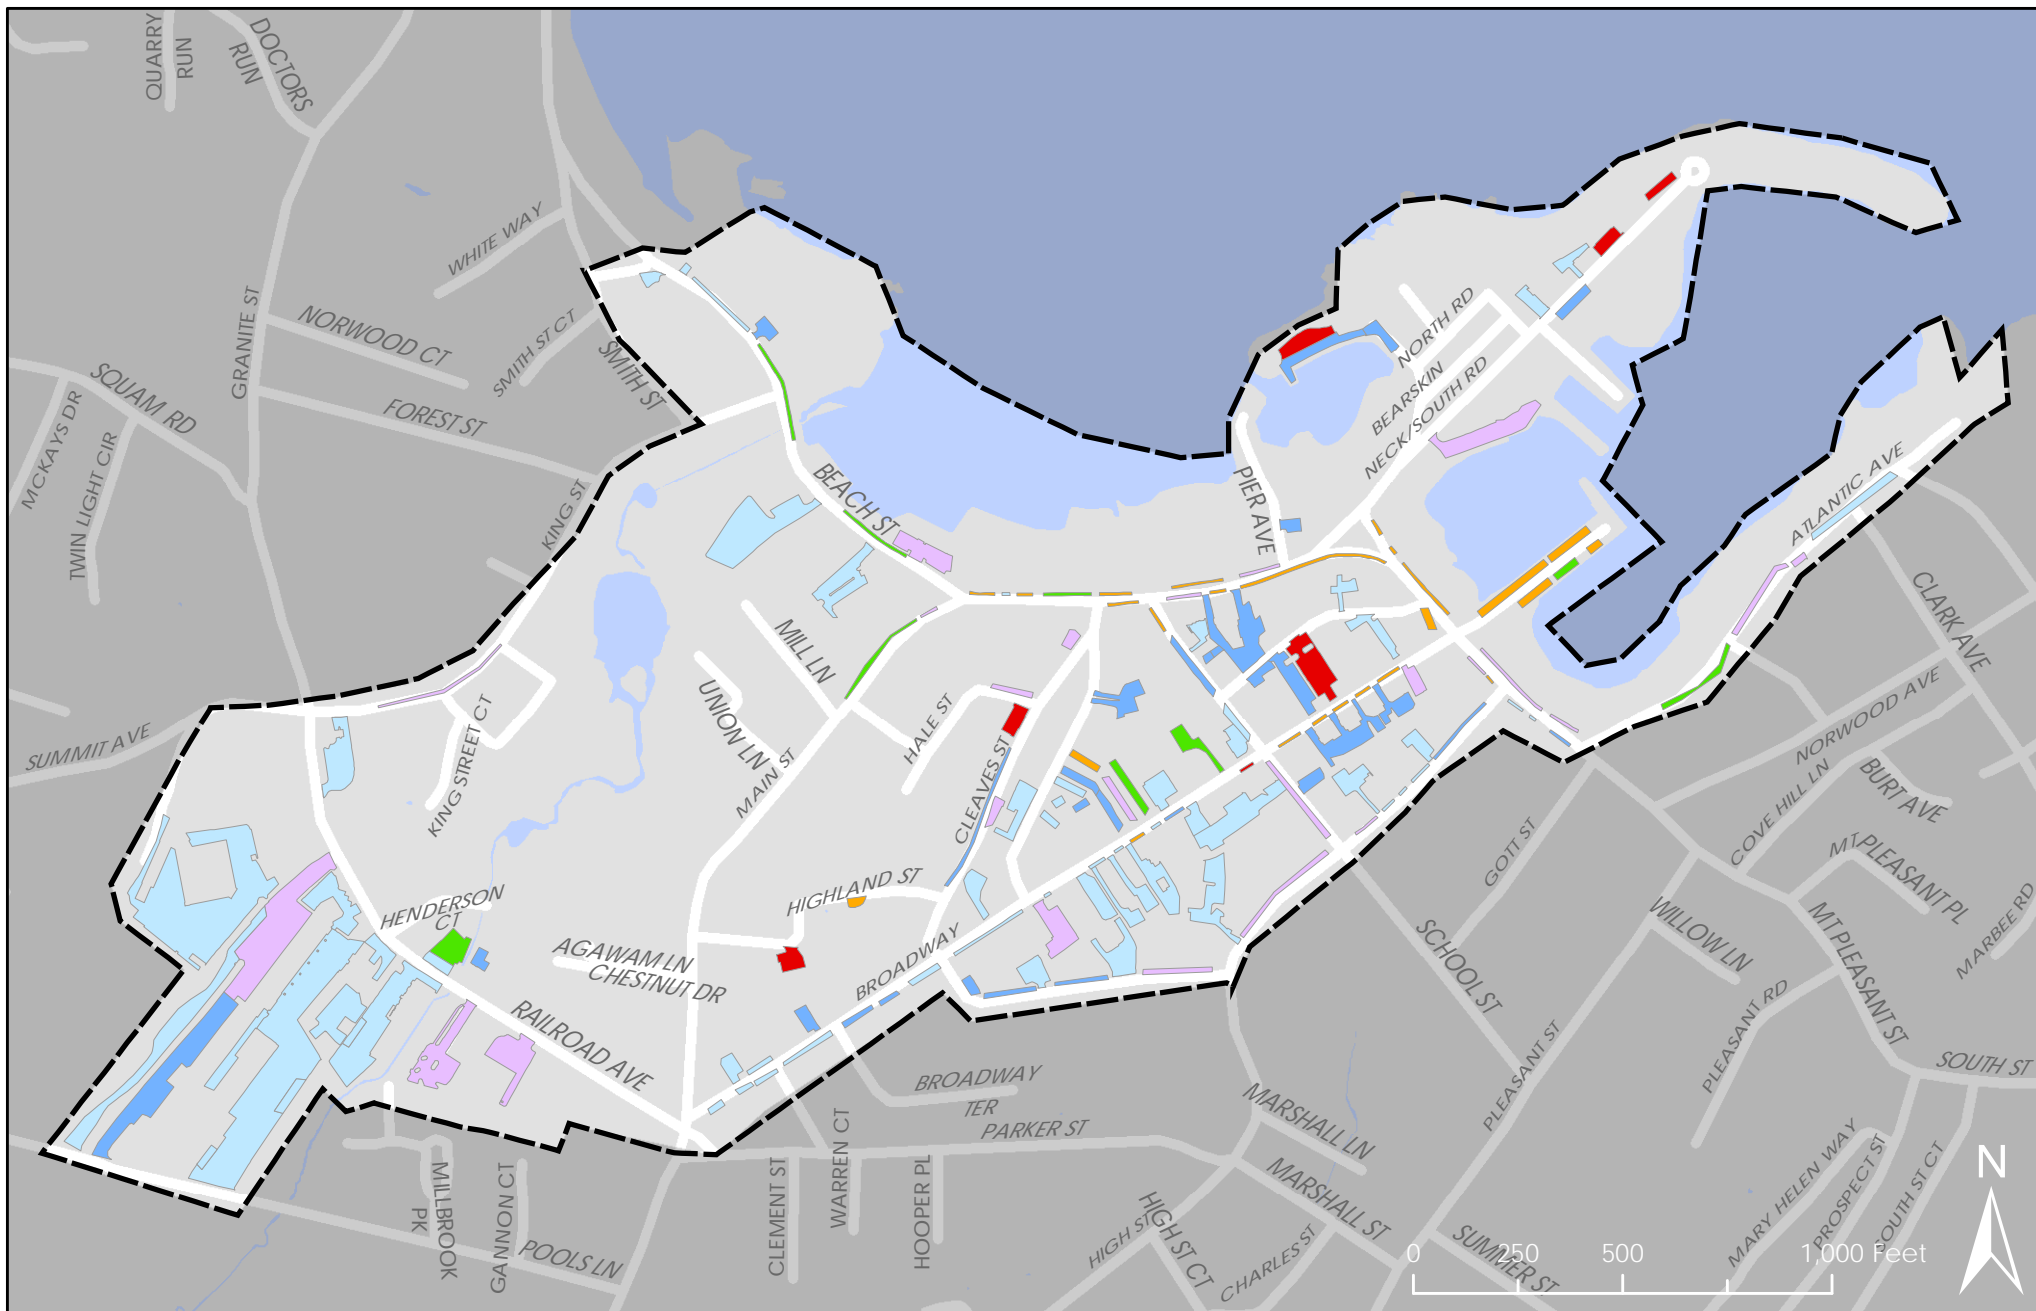 QUARRY
RUN
DOCTORS
RUN
WHITE WAY
GRANITE ST
NORWOOD CT
SMITH ST CT
SMITH ST
SQUAM RD
MCKAYS DR
TWIN LIGHT CIR
FOREST ST
KING ST
BEACH ST
PIER AVE
NORTH RD
BEARSKIN
NECK/SOUTH RD
ATLANTIC AVE
CLARK AVE
MILL LN
UNION LN
MAIN ST
HALE ST
CLEAVES ST
KING STREET CT
SUMMIT AVE
NORWOOD AVE
COVE HILL LN
BURT AVE
MT PLEASANT PL
MARBEE RD
HENDERSON
CT
HIGHLAND ST
AGAWAM LN
CHESTNUT DR
BROADWAY
RAILROAD AVE
GOTT ST
SCHOOL ST
WILLOW LN
MT PLEASANT ST
PLEASANT RD
PLEASANT ST
SOUTH ST
BROADWAY
TER
PARKER ST
MARSHALL LN
MARSHALL ST
MILLBROOK
PK
GANNON CT
POOLS LN
CLEMENT ST
WARREN CT
HOOPER PL
HIGH ST
HIGH ST CT
CHARLES ST
SUMMER ST
MARY HELEN WAY
PROSPECT ST
SOUTH ST CT
N
0 250 500 1,000 Feet